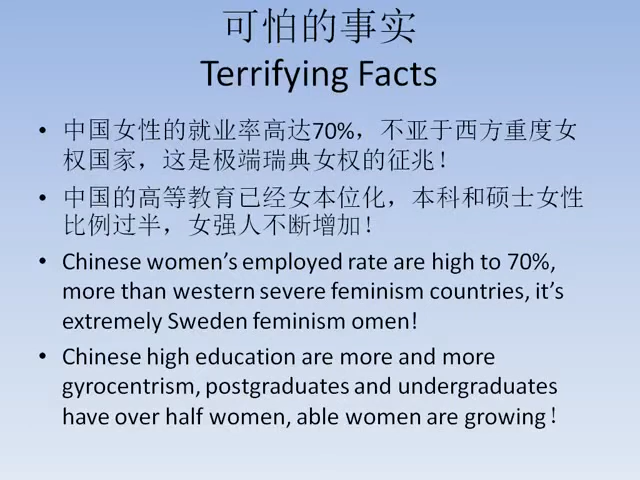 可怕的事实
Terrifying Facts
• 中国女性的就业率高达70%，不亚于西方重度女
权国家，这是极端瑞典女权的征兆！
• 中国的高等教育已经女本位化，本科和硕士女性
比例过半，女强人不断增加！
• Chinese women’s employed rate are high to 70%,
more than western severe feminism countries, it’s
extremely Sweden feminism omen!
• Chinese high education are more and more
gyrocentrism, postgraduates and undergraduates
have over half women, able women are growing！